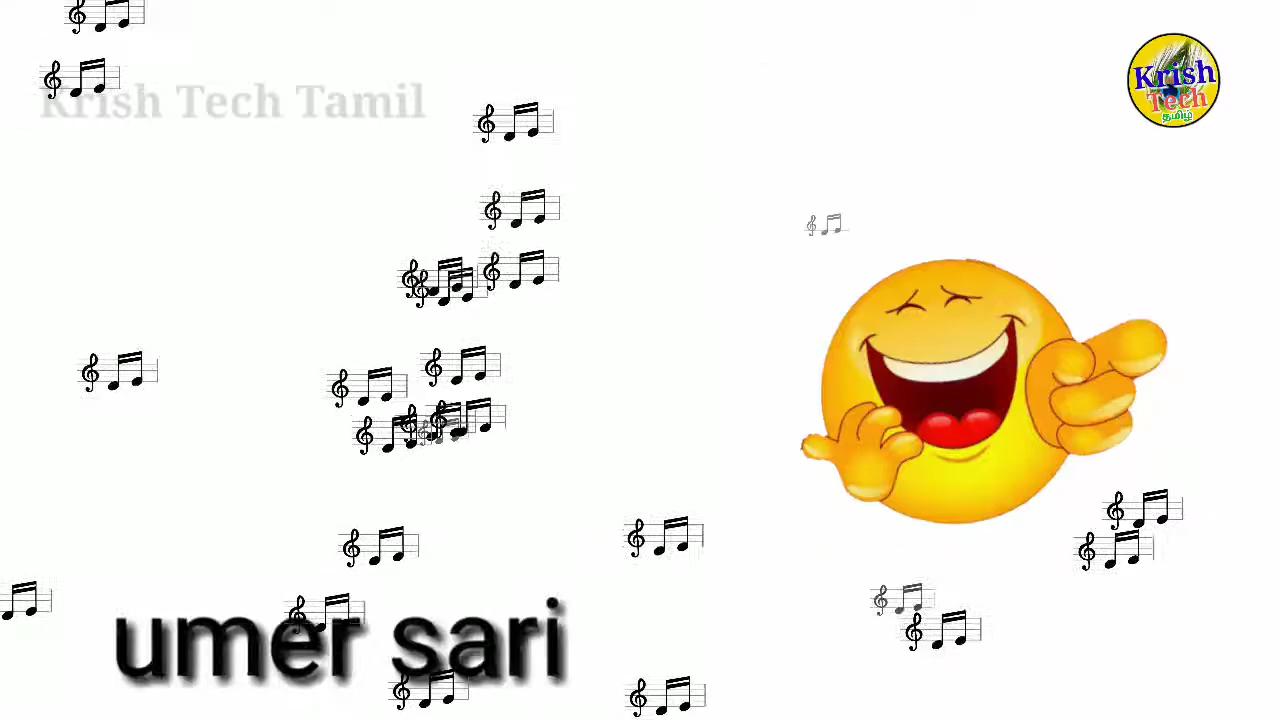 Krish Tech Tamil
Krish
Tech
தமிழ்
umer sari